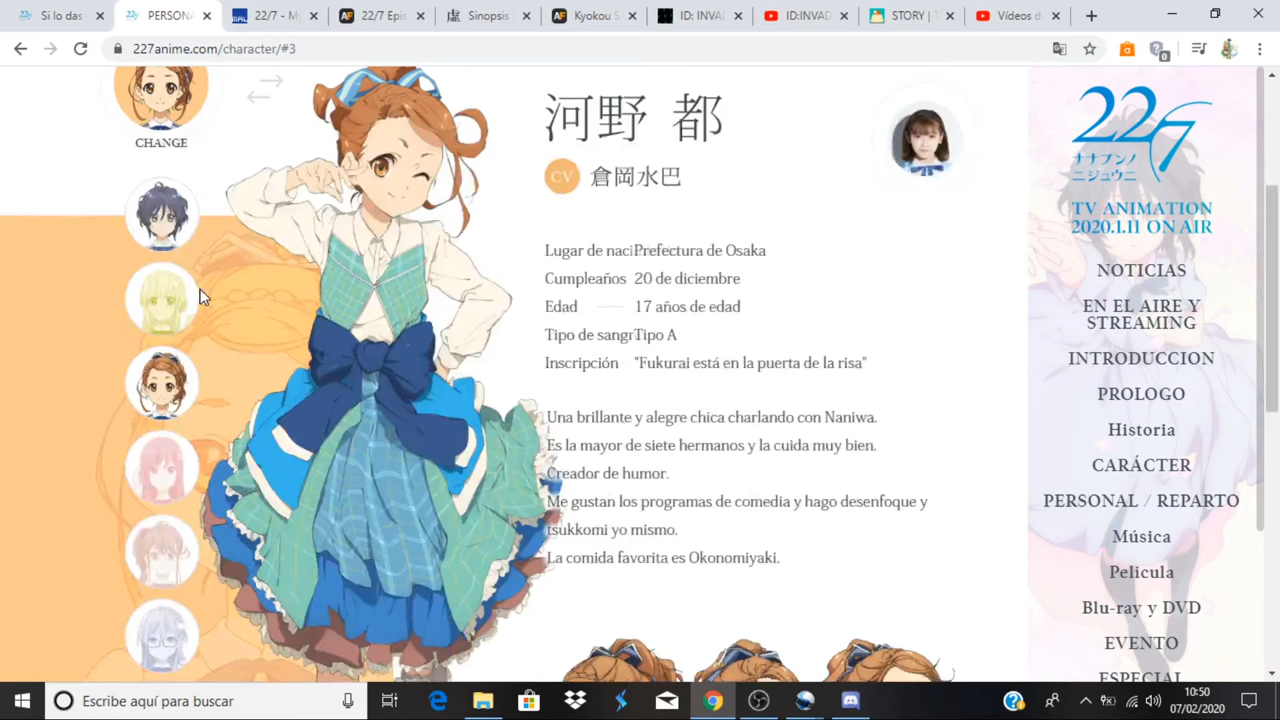 Si lo das
PERSONA
22/7 - My
22/7 Epis
Sinopsis
Kyokou S
ID: INVAD
ID:INVAD
STORY | T
Vídeos d
227anime.com/character/#3
0
CHANGE
河野 都
CV 倉岡水巴
Lugar de naci Prefectura de Osaka
Cumpleaños 20 de diciembre
Edad 17 años de edad
Tipo de sangr Tipo A
Inscripción "Fukurai está en la puerta de la risa"
Una brillante y alegre chica charlando con Naniwa.
Es la mayor de siete hermanos y la cuida muy bien.
Creador de humor.
Me gustan los programas de comedia y hago desenfoque y
tsukkomi yo mismo.
La comida favorita es Okonomiyaki.
22/7
ナナブンノ
ニジュウニ
TV ANIMATION
2020.1.11 ON AIR
NOTICIAS
EN EL AIRE Y
STREAMING
INTRODUCCION
PROLOGO
Historia
CARÁCTER
PERSONAL / REPARTO
Música
Pelicula
Blu-ray y DVD
EVENTO
ESPECIAL
Escribe aquí para buscar
10:50
07/02/2020